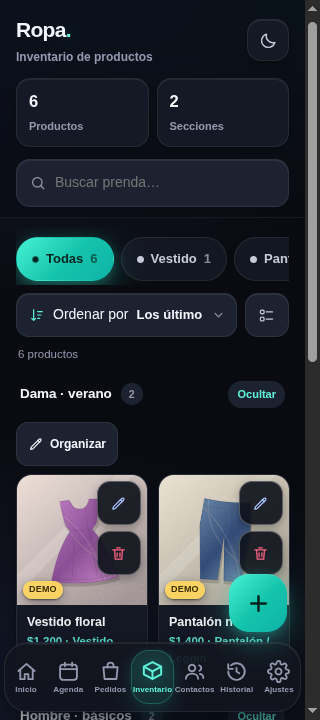 Ropa.
Inventario de productos
6
Productos
2
Secciones
Buscar prenda…
Todas 6
Vestido 1
Pant
Ordenar por Los último
6 productos
Dama · verano 2
Ocultar
Organizar
DEMO
DEMO
Vestido floral
Pantalón
$1,200 · Vestido
$1,400 · Pantalón /
Inicio
Agenda
Pedidos
Inventario
Contactos
Historial
Ajustes
Hombre · básicos 2
Ocultar